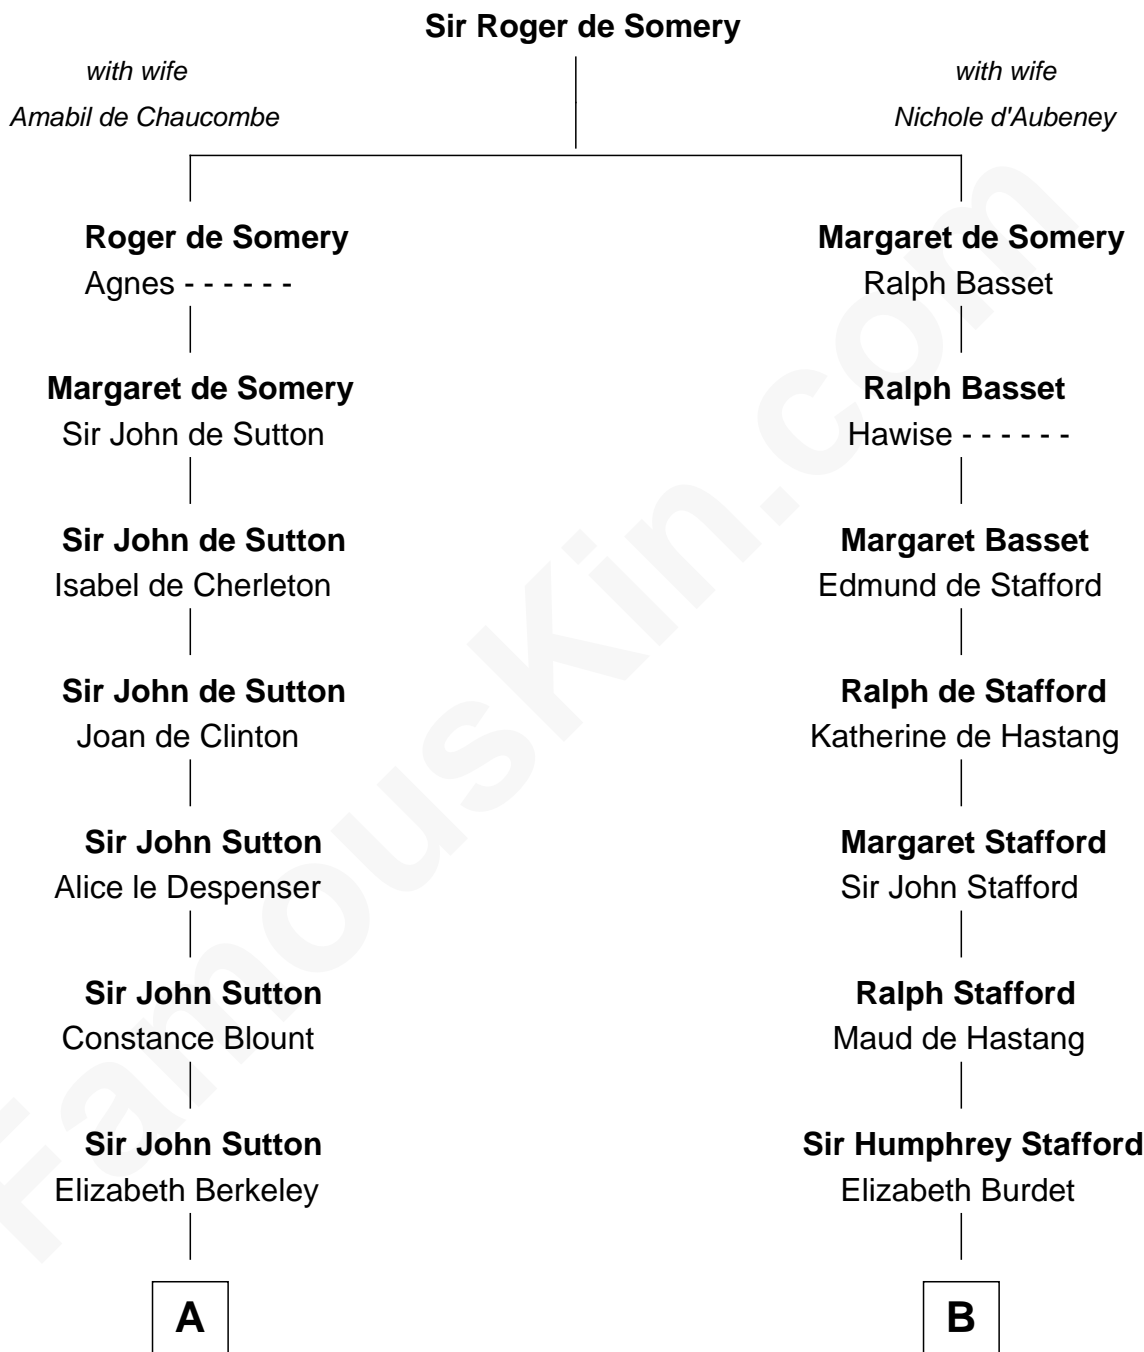 Sir Roger de Somery
with wife
Amabil de Chaucombe
with wife
Nichole d'Aubeney
Roger de Somery
Agnes - - - - - -
Margaret de Somery
Ralph Basset
Margaret de Somery
Sir John de Sutton
Ralph Basset
Hawise - - - - - -
Sir John de Sutton
Isabel de Cherleton
Margaret Basset
Edmund de Stafford
Sir John de Sutton
Joan de Clinton
Ralph de Stafford
Katherine de Hastang
Sir John Sutton
Alice le Despenser
Margaret Stafford
Sir John Stafford
Sir John Sutton
Constance Blount
Ralph Stafford
Maud de Hastang
Sir John Sutton
Elizabeth Berkeley
Sir Humphrey Stafford
Elizabeth Burdet
A
B
FamousKin.com